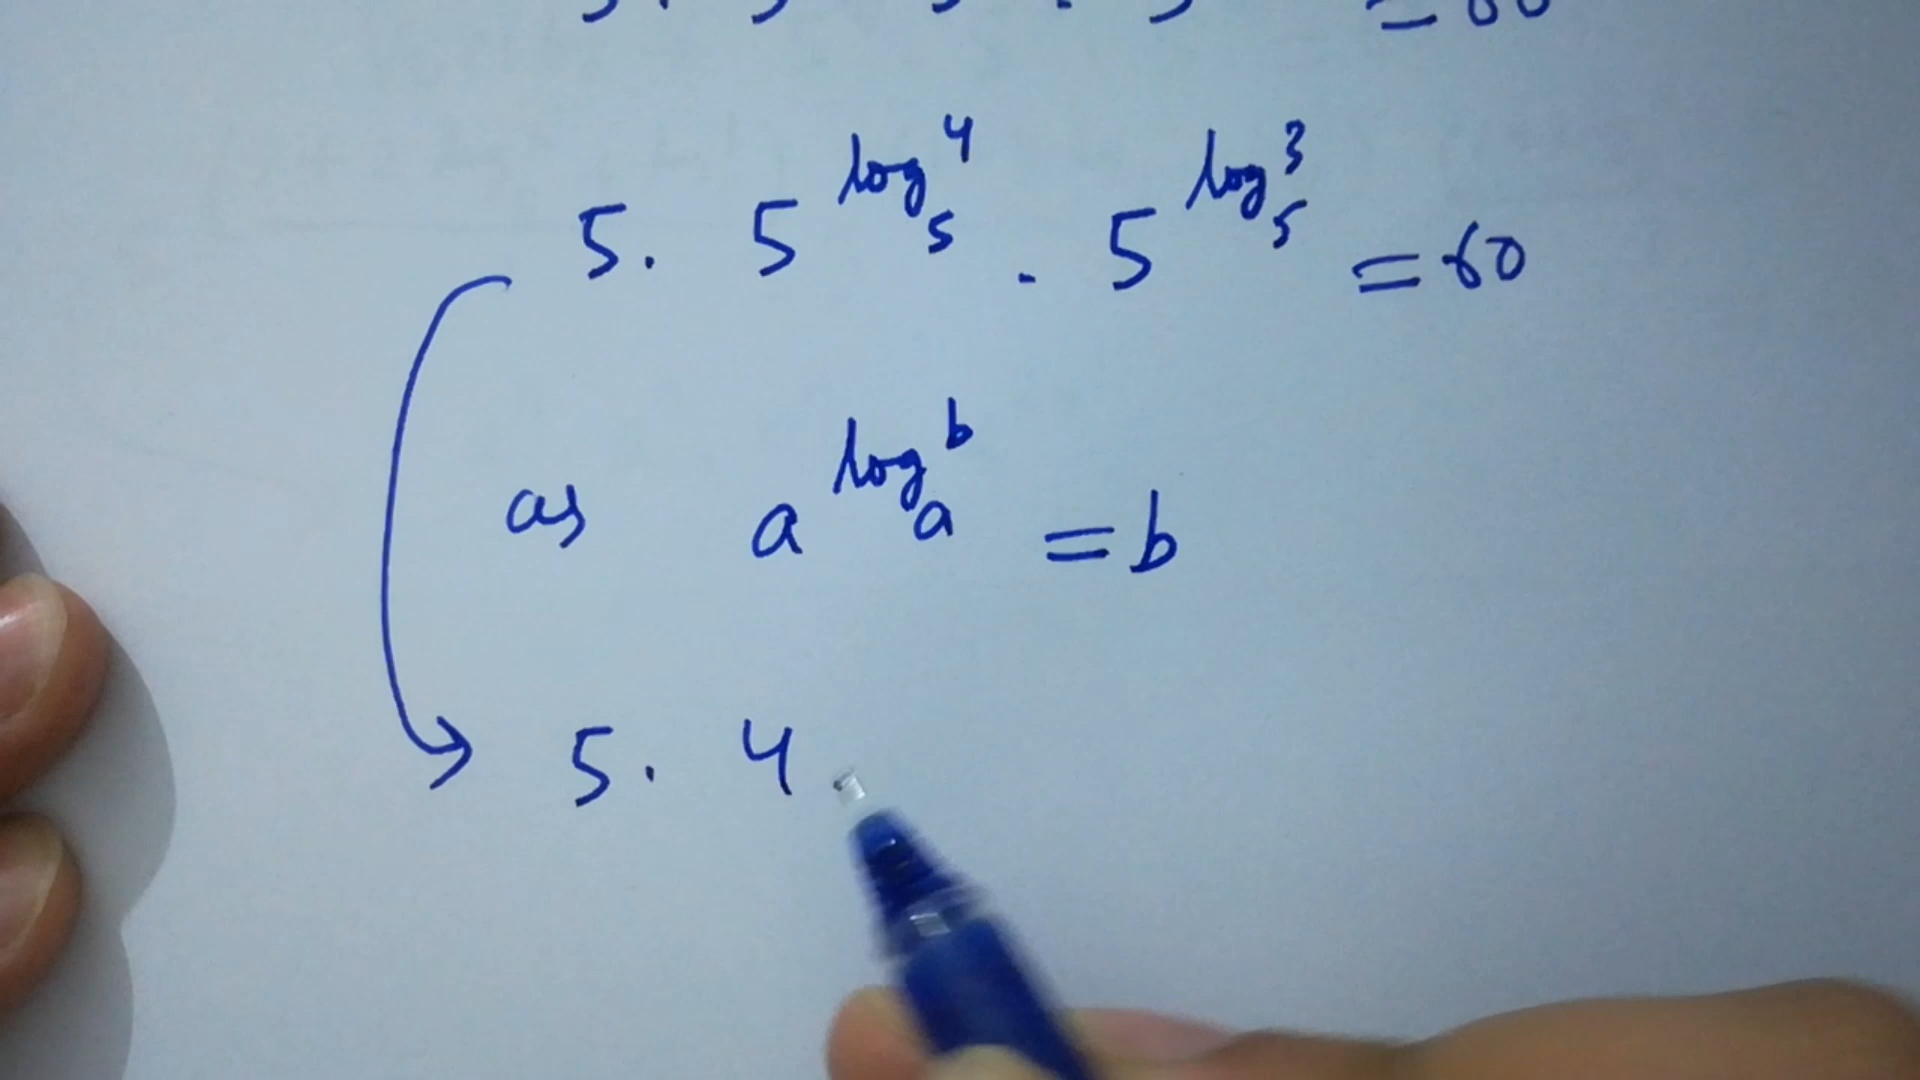 5. 5^{log_5 4} . 5^{log_5 3} = 60
as a^{log_a b} = b
5. 4